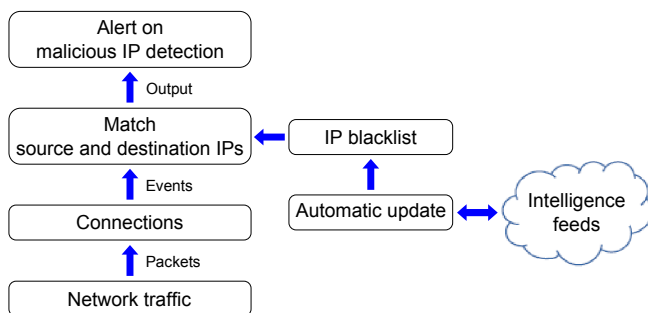 Alert on
malicious IP detection
Output
Match
source and destination IPs
IP blacklist
Events
Connections
Automatic update
Intelligence
feeds
Packets
Network traffic